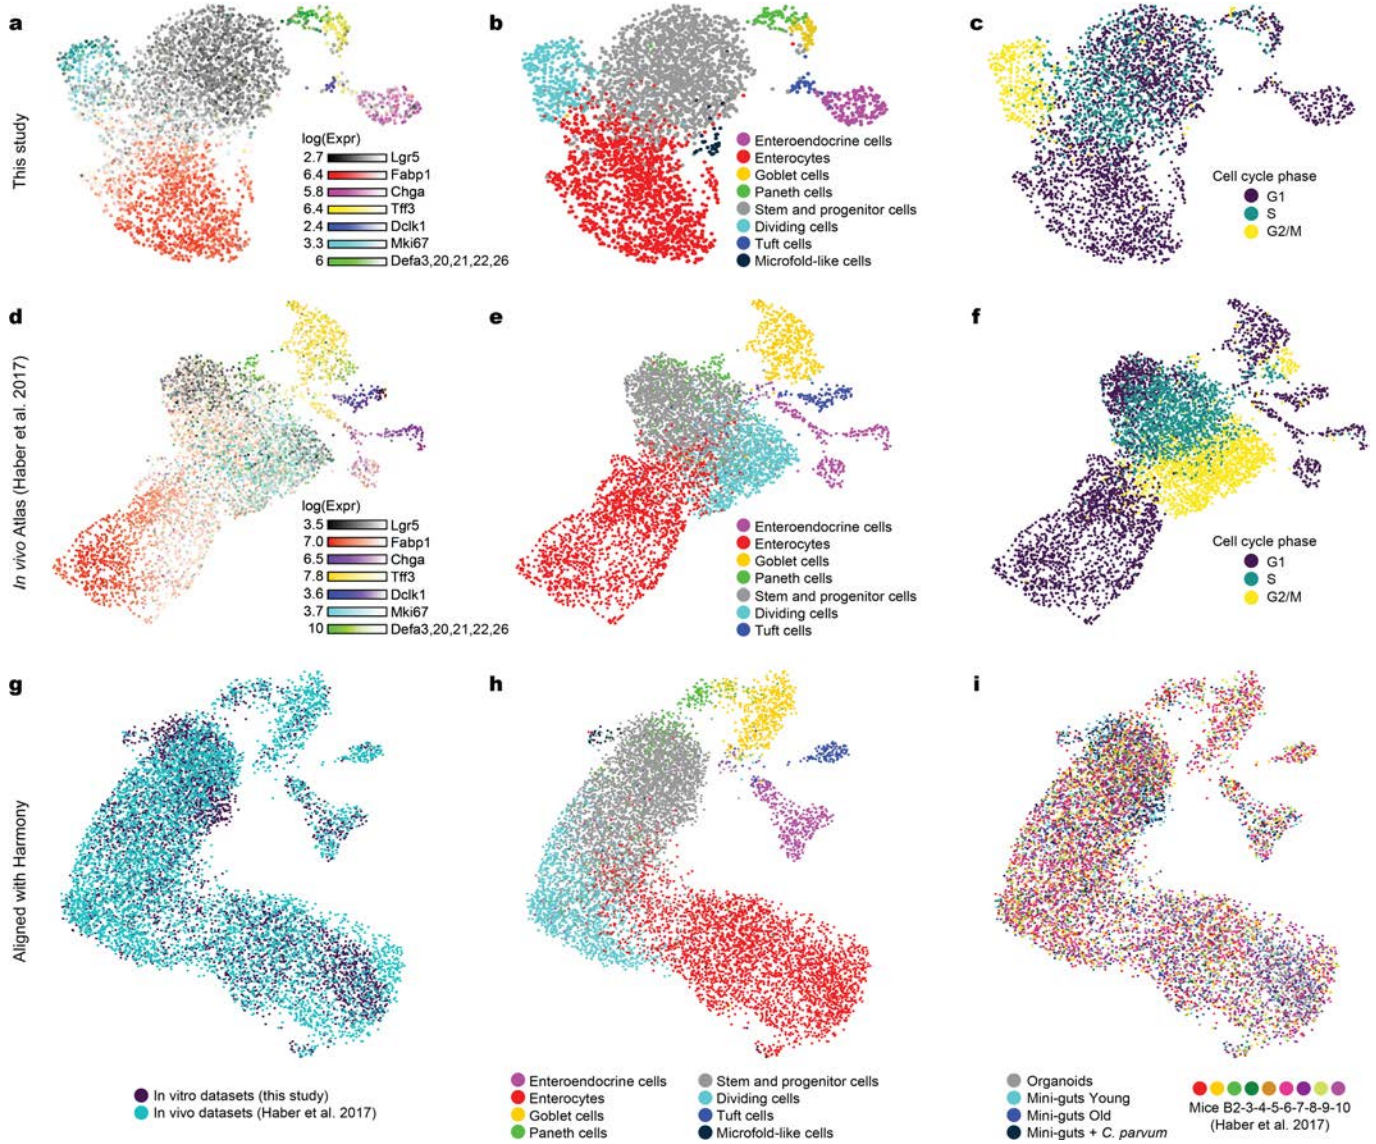 a
b
c
This study
log(Expr)
2.7 Lgr5
6.4 Fabp1
5.8 Chga
6.4 Tff3
2.4 Dclk1
3.3 Mki67
6 Defa3,20,21,22,26
Enteroendocrine cells
Enterocytes
Goblet cells
Paneth cells
Stem and progenitor cells
Dividing cells
Tuft cells
Microfold-like cells
Cell cycle phase
G1
S
G2/M
d
e
f
In vivo Atlas (Haber et al. 2017)
log(Expr)
3.5 Lgr5
7.0 Fabp1
6.5 Chga
7.8 Tff3
3.6 Dclk1
3.7 Mki67
10 Defa3,20,21,22,26
Enteroendocrine cells
Enterocytes
Goblet cells
Paneth cells
Stem and progenitor cells
Dividing cells
Tuft cells
Cell cycle phase
G1
S
G2/M
g
h
i
Aligned with Harmony
In vitro datasets (this study)
In vivo datasets (Haber et al. 2017)
Enteroendocrine cells
Enterocytes
Goblet cells
Paneth cells
Stem and progenitor cells
Dividing cells
Tuft cells
Microfold-like cells
Organoids
Mini-guts Young
Mini-guts Old
Mini-guts + C. parvum
Mice B2-3-4-5-6-7-8-9-10
(Haber et al. 2017)